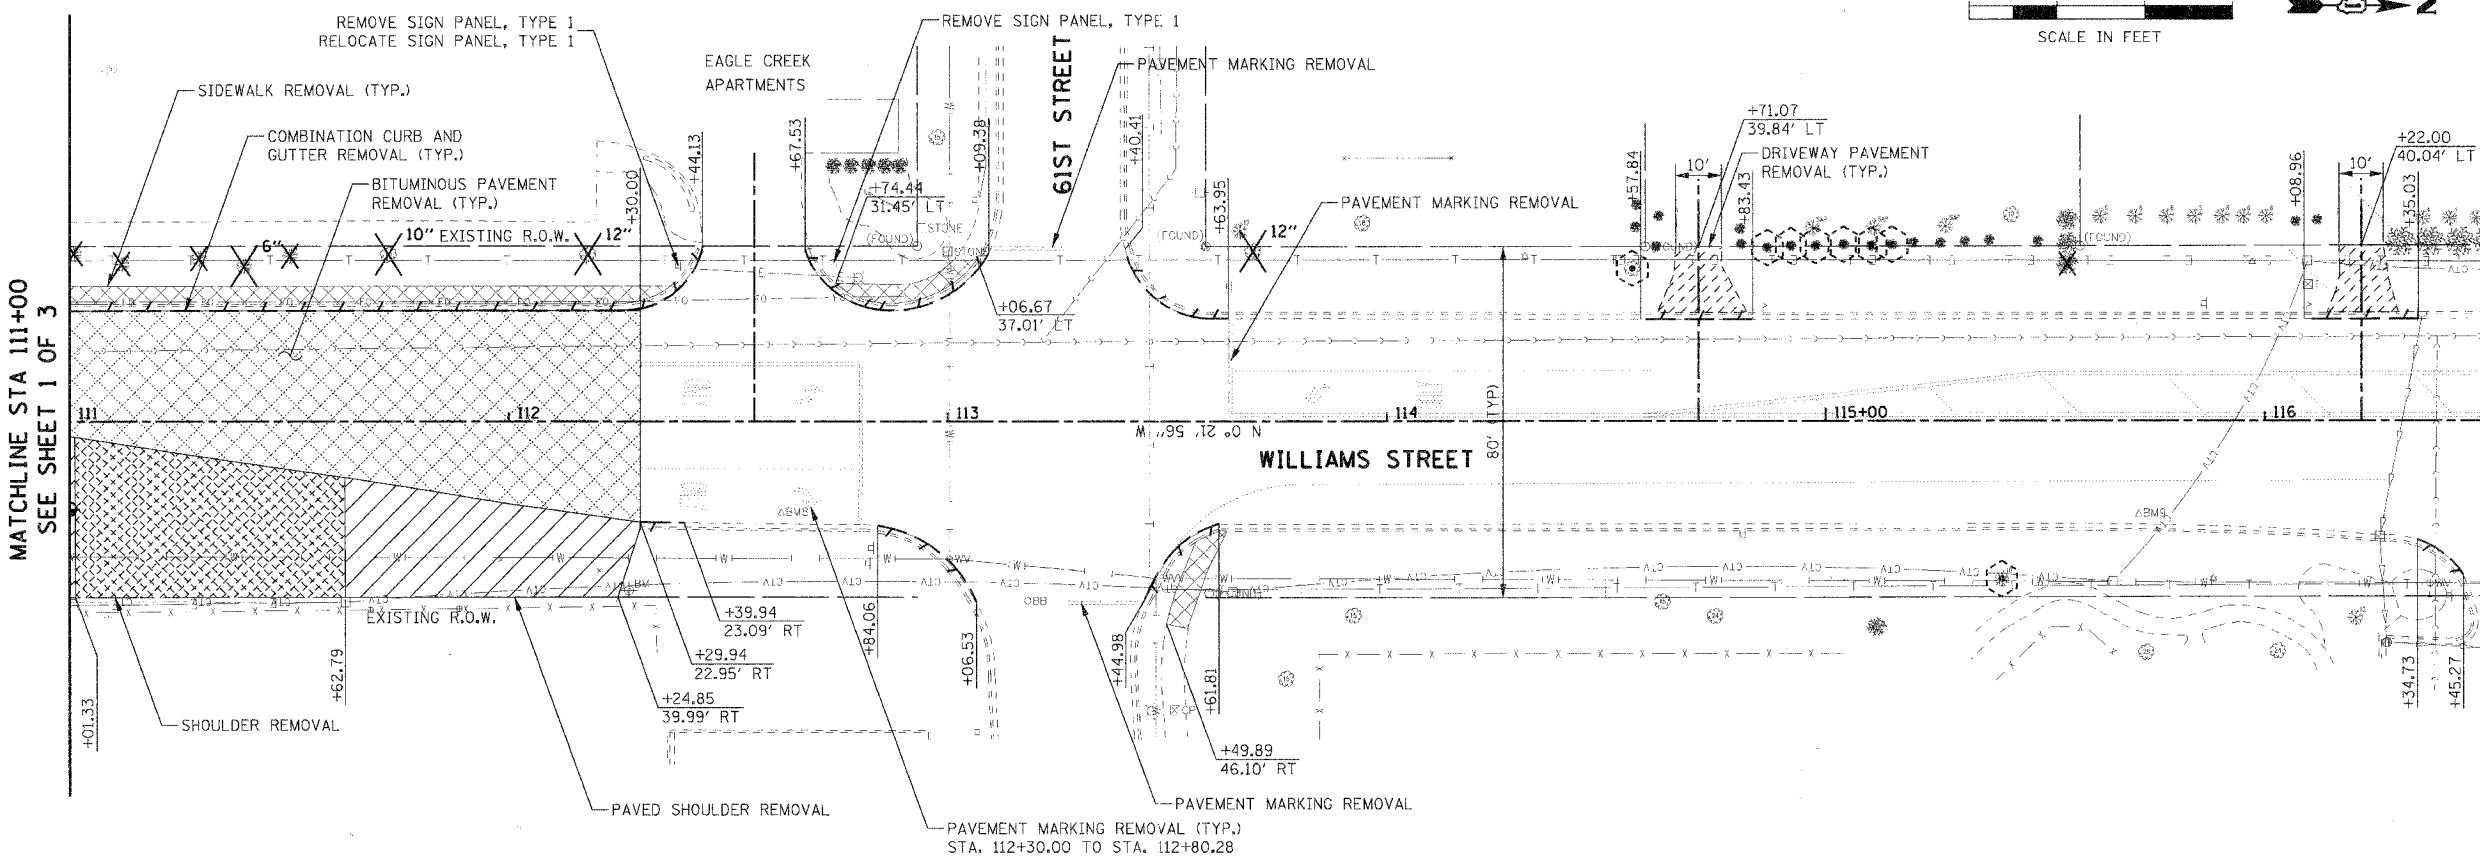 REMOVE SIGN PANEL, TYPE 1
RELOCATE SIGN PANEL, TYPE 1
REMOVE SIGN PANEL, TYPE 1
EAGLE CREEK
APARTMENTS
61ST STREET
PAVEMENT MARKING REMOVAL
SCALE IN FEET
N
SIDEWALK REMOVAL (TYP.)
COMBINATION CURB AND
GUTTER REMOVAL (TYP.)
BITUMINOUS PAVEMENT
REMOVAL (TYP.)
+30.00
+44.13
+67.53
+74.44
31.45' LT
+09.38
+40.41
+63.95
PAVEMENT MARKING REMOVAL
+57.84
10'
+71.07
39.84' LT
DRIVEWAY PAVEMENT
REMOVAL (TYP.)
+83.43
+08.96
10'
+22.00
40.04' LT
+35.03
6"
10"
EXISTING R.O.W.
12"
(FOUND)
STONE
(FOUND)
12"
(FOUND)
+06.67
37.01' LT
MATCHLINE STA 111+00
SEE SHEET 1 OF 3
111
112
113
114
115+00
116
N 0° 21' 56" W
WILLIAMS STREET
80' (TYP)
△BM8
△BM9
EXISTING R.O.W.
+01.33
+62.79
SHOULDER REMOVAL
+39.94
23.09' RT
+29.94
22.95' RT
+24.85
39.99' RT
+84.06
+06.53
OBB
+44.98
+61.81
+49.89
46.10' RT
+34.73
+45.27
PAVED SHOULDER REMOVAL
PAVEMENT MARKING REMOVAL
PAVEMENT MARKING REMOVAL (TYP.)
STA. 112+30.00 TO STA. 112+80.28